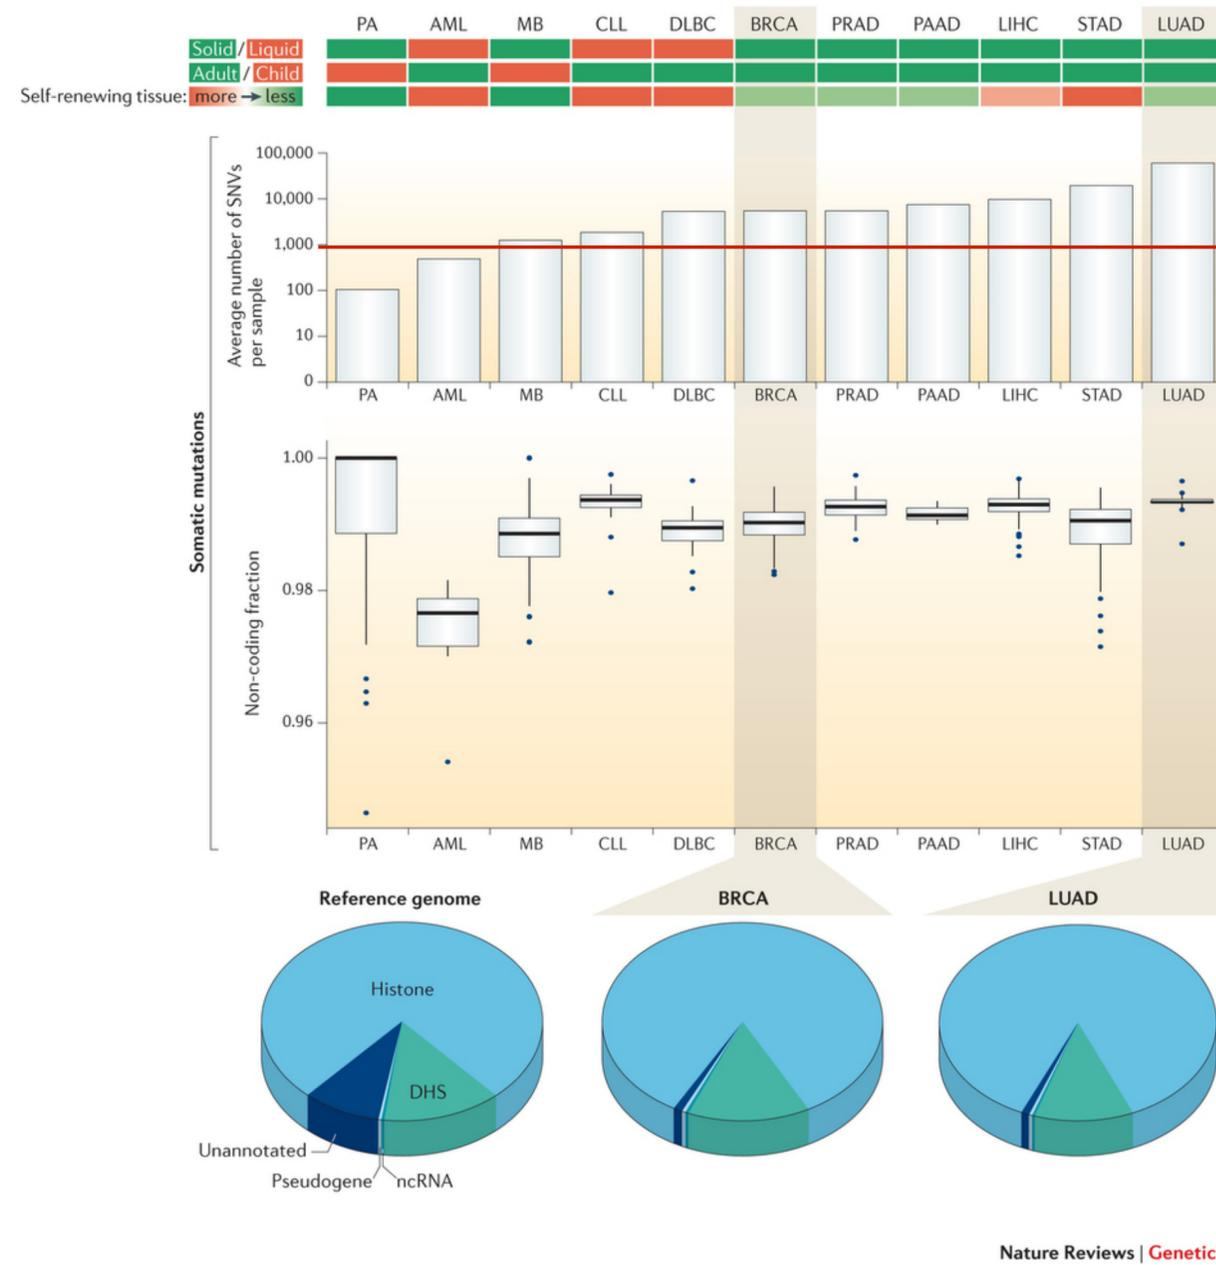 PA AML MB CLL DLBC BRCA PRAD PAAD LIHC STAD LUAD
Solid / Liquid
Adult / Child
Self-renewing tissue: more → less
Somatic mutations
Average number of SNVs
per sample
100,000
10,000
1,000
100
10
0
PA AML MB CLL DLBC BRCA PRAD PAAD LIHC STAD LUAD
Non-coding fraction
1.00
0.98
0.96
PA AML MB CLL DLBC BRCA PRAD PAAD LIHC STAD LUAD
Reference genome
BRCA
LUAD
Histone
DHS
Unannotated
Pseudogene
ncRNA
Nature Reviews | Genetic